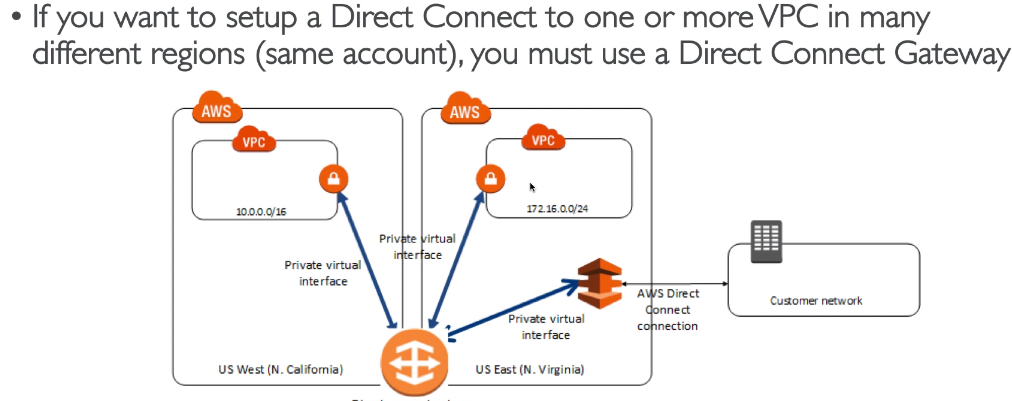 • If you want to setup a Direct Connect to one or more VPC in many
different regions (same account), you must use a Direct Connect Gateway
AWS
AWS
VPC
VPC
10.0.0.0/16
172.16.0.0/24
Private virtual
interface
Private virtual
interface
Private virtual
interface
AWS Direct
Connect
connection
Customer network
US West (N. California)
US East (N. Virginia)